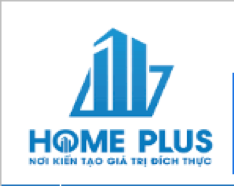 HOME PLUS
NƠI KIẾN TẠO GIÁ TRỊ ĐÍCH THỰC